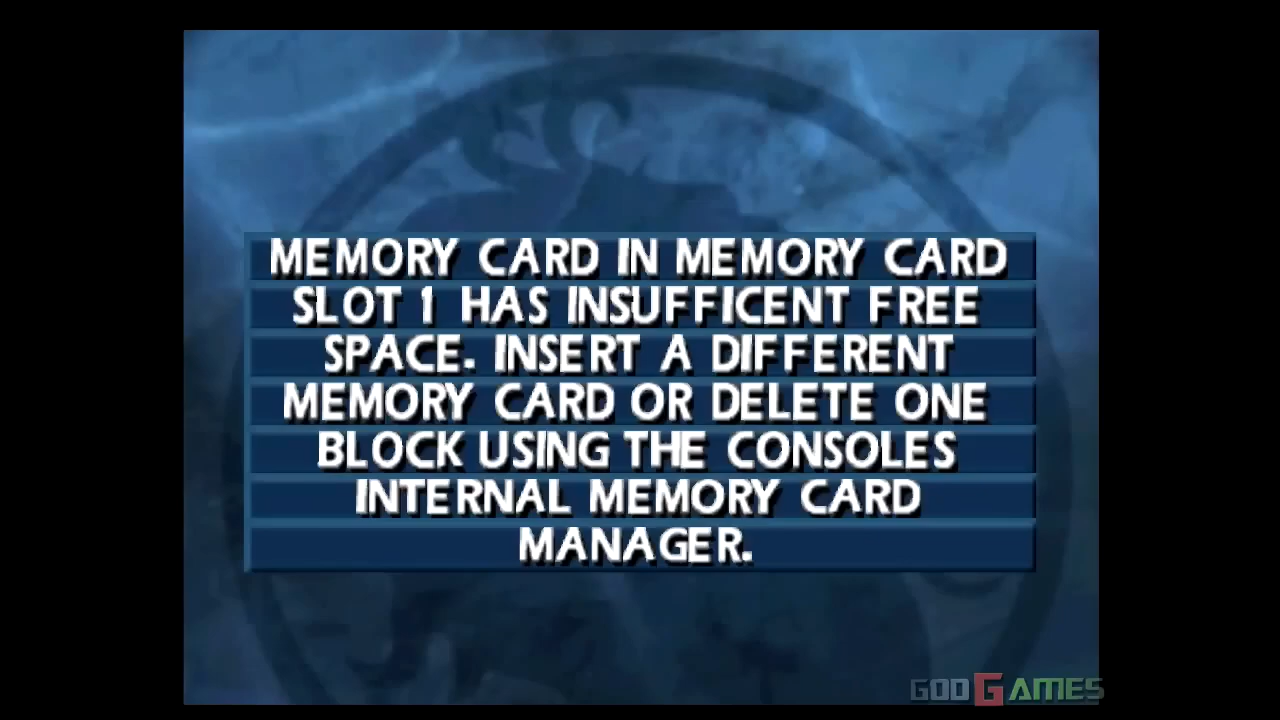 MEMORY CARD IN MEMORY CARD
SLOT 1 HAS INSUFFICENT FREE
SPACE. INSERT A DIFFERENT
MEMORY CARD OR DELETE ONE
BLOCK USING THE CONSOLES
INTERNAL MEMORY CARD
MANAGER.
GODGAMES